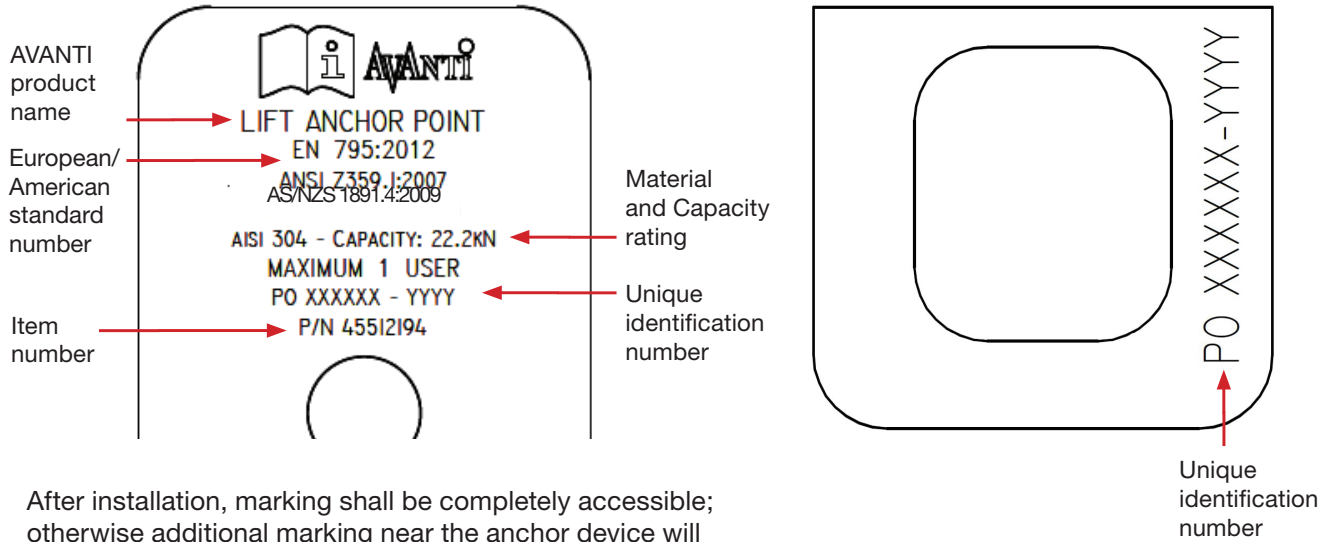 AVANTI
product
name
European/
American
standard
number
Item
number
i AVANTi
LIFT ANCHOR POINT
EN 795:2012
ANSI Z359.1:2007
AS/NZS 1891.4:2009
AISI 304 - CAPACITY: 22.2KN
MAXIMUM 1 USER
PO XXXXXX - YYYY
P/N 45512194
Material
and Capacity
rating
Unique
identification
number
PO XXXXXX-YYYY
Unique
identification
number
After installation, marking shall be completely accessible;
otherwise additional marking near the anchor device will